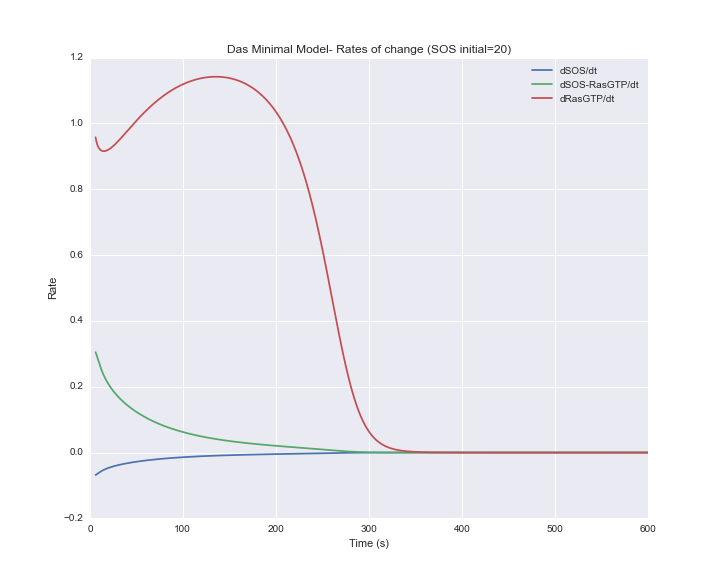 Das Minimal Model- Rates of change (SOS initial=20)
1.2
1.0
0.8
0.6
0.4
0.2
0.0
−0.2
Rate
dSOS/dt
dSOS-RasGTP/dt
dRasGTP/dt
0 100 200 300 400 500 600
Time (s)